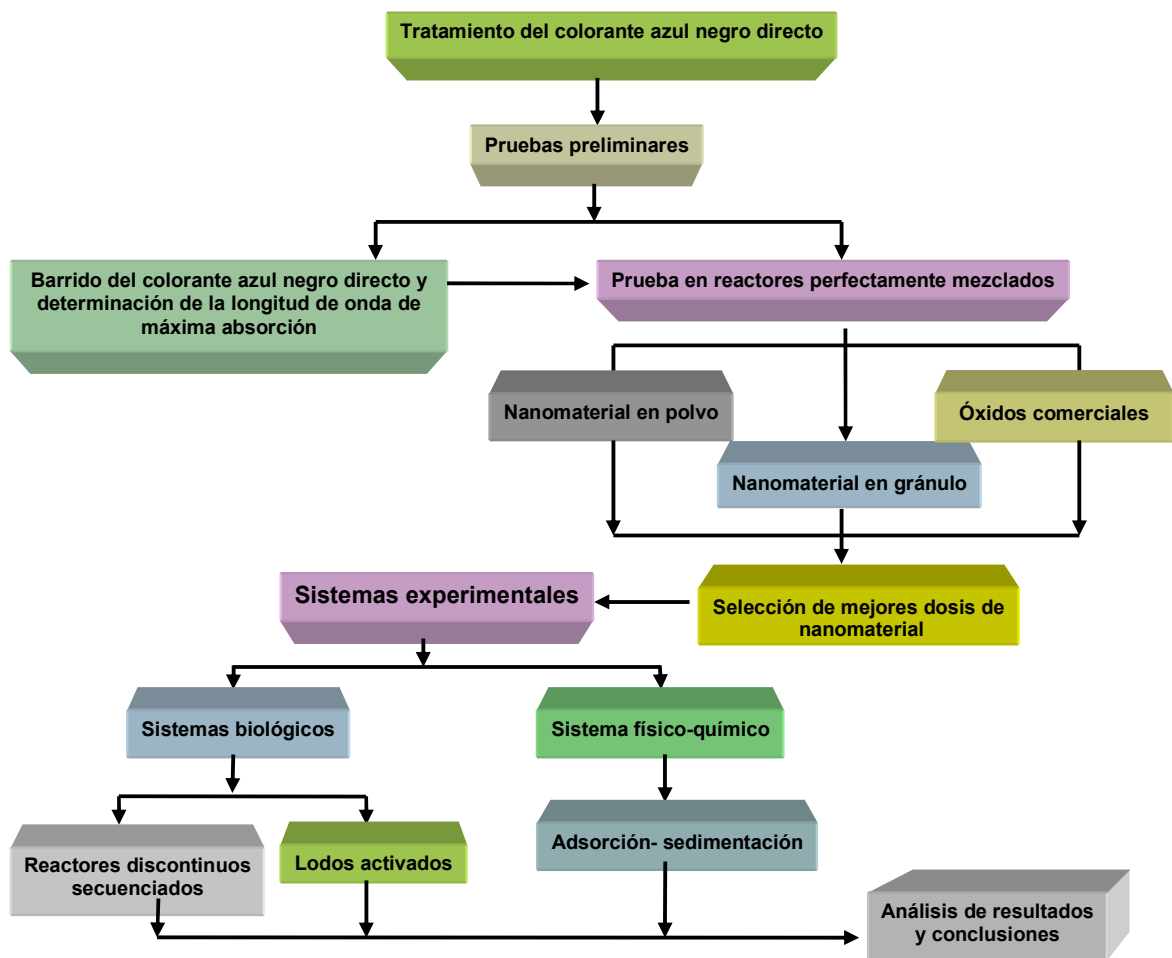 Tratamiento del colorante azul negro directo
Pruebas preliminares
Barrido del colorante azul negro directo y
determinación de la longitud de onda de
máxima absorción
Prueba en reactores perfectamente mezclados
Nanomaterial en polvo
Óxidos comerciales
Nanomaterial en gránulo
Sistemas experimentales
Selección de mejores dosis de
nanomaterial
Sistemas biológicos
Sistema físico-químico
Reactores discontinuos
secuenciados
Lodos activados
Adsorción- sedimentación
Análisis de resultados
y conclusiones